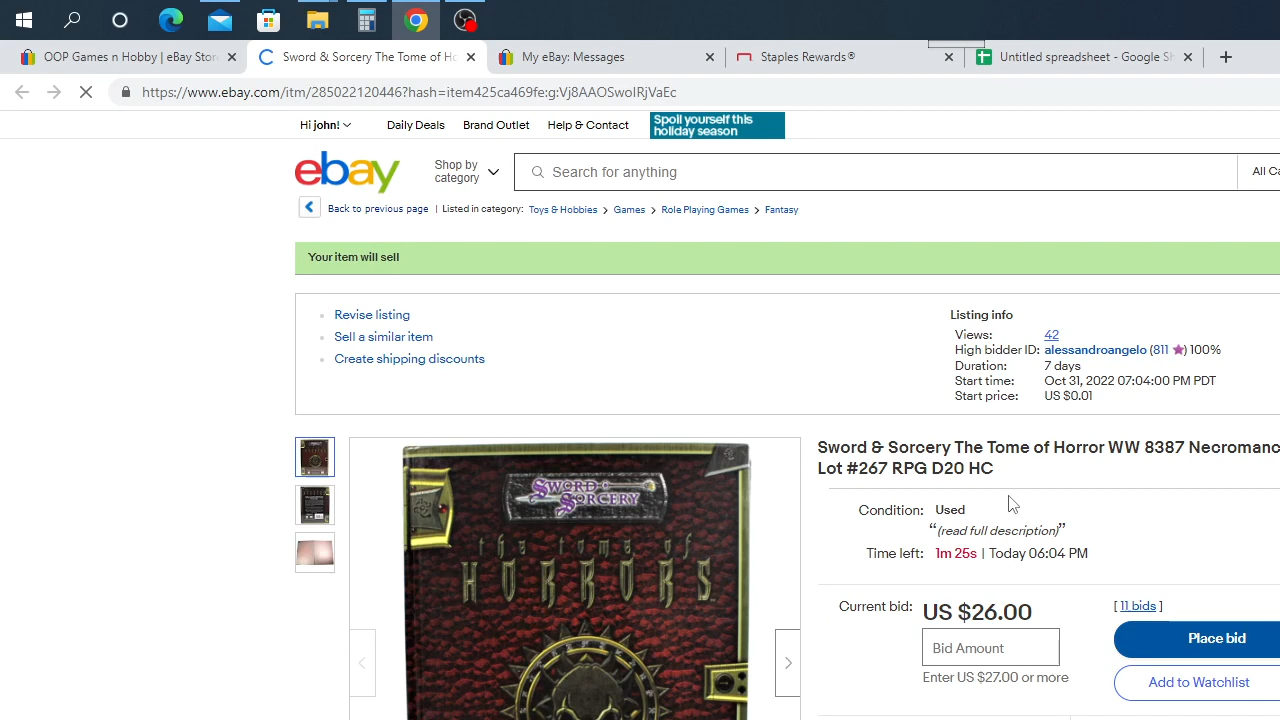 OOP Games n Hobby | eBay Stor
Sword & Sorcery The Tome of Ho
My eBay: Messages
Staples Rewards®
Untitled spreadsheet - Google Sh
https://www.ebay.com/itm/285022120446?hash=item425ca469fe:g:Vj8AAOSwoIRjVaEc
Hi john!
Daily Deals
Brand Outlet
Help & Contact
Spoil yourself this
holiday season
ebay
Shop by
category
Search for anything
All Ca
Back to previous page | Listed in category: Toys & Hobbies > Games > Role Playing Games > Fantasy
Your item will sell
Revise listing
Sell a similar item
Create shipping discounts
Listing info
Views: 42
High bidder ID: alessandroangelo (811 ★) 100%
Duration: 7 days
Start time: Oct 31, 2022 07:04:00 PM PDT
Start price: US $0.01
SWORD & SORCERY
the tome of
HORRORS™
Sword & Sorcery The Tome of Horror WW 8387 Necromanc
Lot #267 RPG D20 HC
Condition: Used
“(read full description)”
Time left: 1m 25s | Today 06:04 PM
Current bid: US $26.00
[ 11 bids ]
Bid Amount
Place bid
Enter US $27.00 or more
Add to Watchlist